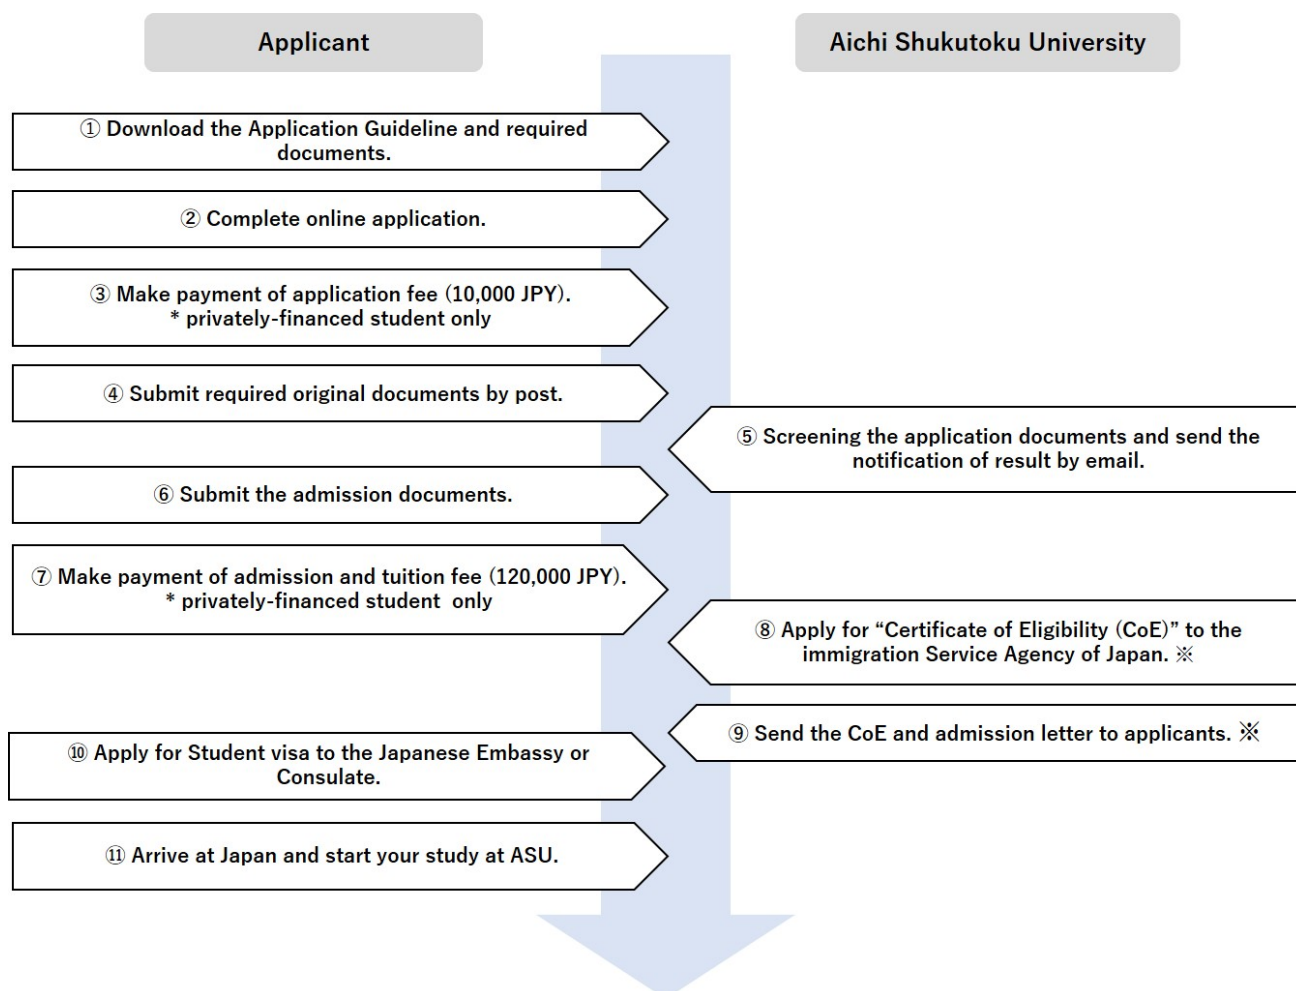 Applicant
Aichi Shukutoku University
① Download the Application Guideline and required
documents.
② Complete online application.
③ Make payment of application fee (10,000 JPY).
* privately-financed student only
④ Submit required original documents by post.
⑤ Screening the application documents and send the
notification of result by email.
⑥ Submit the admission documents.
⑦ Make payment of admission and tuition fee (120,000 JPY).
* privately-financed student only
⑧ Apply for “Certificate of Eligibility (CoE)” to the
immigration Service Agency of Japan. ※
⑨ Send the CoE and admission letter to applicants. ※
⑩ Apply for Student visa to the Japanese Embassy or
Consulate.
⑪ Arrive at Japan and start your study at ASU.